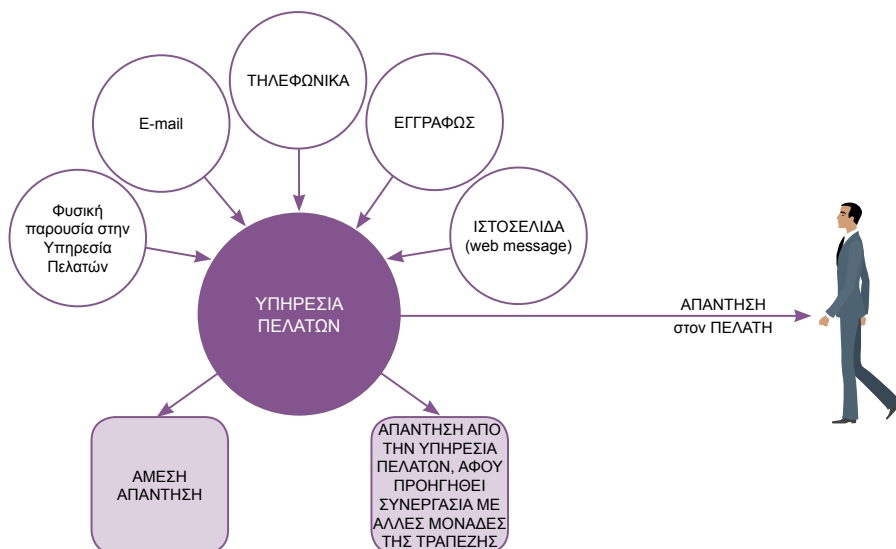 ΤΗΛΕΦΩΝΙΚΑ
E-mail
ΕΓΓΡΑΦΩΣ
Φυσική
παρουσία στην
Υπηρεσία
Πελατών
ΙΣΤΟΣΕΛΙΔΑ
(web message)
ΥΠΗΡΕΣΙΑ
ΠΕΛΑΤΩΝ
ΑΠΑΝΤΗΣΗ
στον ΠΕΛΑΤΗ
ΑΜΕΣΗ
ΑΠΑΝΤΗΣΗ
ΑΠΑΝΤΗΣΗ ΑΠΟ
ΤΗΝ ΥΠΗΡΕΣΙΑ
ΠΕΛΑΤΩΝ, ΑΦΟΥ
ΠΡΟΗΓΗΘΕΙ
ΣΥΝΕΡΓΑΣΙΑ ΜΕ
ΑΛΛΕΣ ΜΟΝΑΔΕΣ
ΤΗΣ ΤΡΑΠΕΖΗΣ